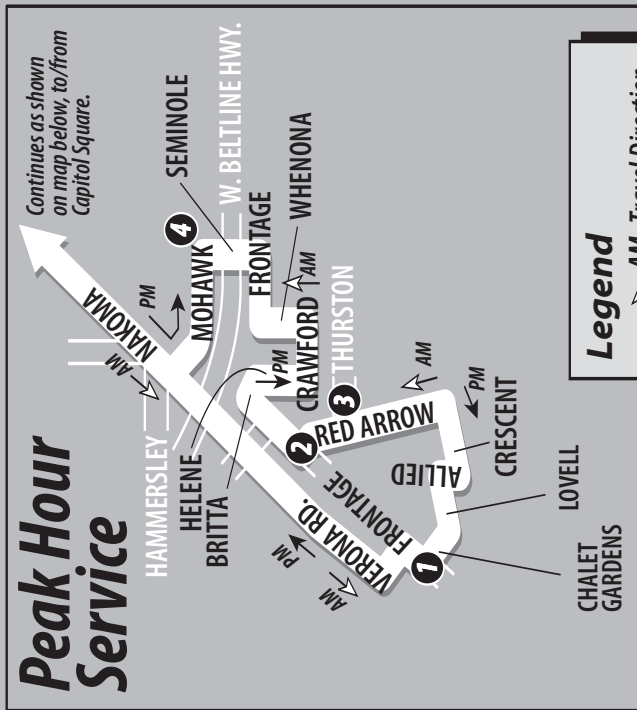 Peak Hour
Service
Continues as shown
on map below, to/from
Capitol Square.
NAKOMA
PM
AM
HAMMERSLEY
MOHAWK
4
SEMINOLE
W. BELTLINE HWY.
FRONTAGE
WHENONA
HELENE
BRITTA
PM
CRAWFORD
AM
THURSTON
VERONA RD.
PM
AM
FRONTAGE
2
3
RED ARROW
AM
PM
1
ALLIED
CRESCENT
LOVELL
CHALET
GARDENS
Legend
AM Travel Direction